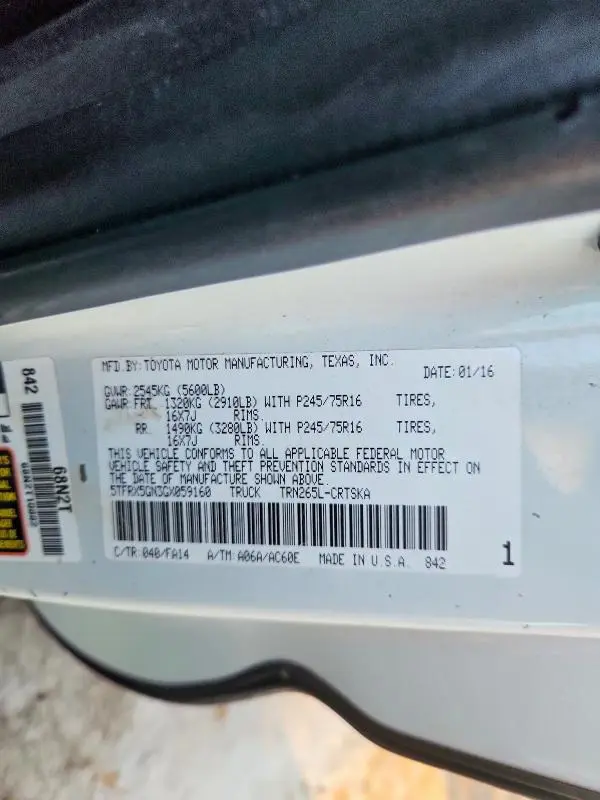 MFD.BY:TOYOTA MOTOR MANUFACTURING, TEXAS, INC.
DATE:01/16
GVWR:2545KG (5600LB)
GAWR:FRT. 1320KG (2910LB) WITH P245/75R16 TIRES,
16X7J RIMS.
RR. 1490KG (3280LB) WITH P245/75R16 TIRES,
16X7J RIMS.
THIS VEHICLE CONFORMS TO ALL APPLICABLE FEDERAL MOTOR
VEHICLE SAFETY AND THEFT PREVENTION STANDARDS IN EFFECT ON
THE DATE OF MANUFACTURE SHOWN ABOVE.
5TFRX5GN3GX059160 TRUCK TRN265L-CRTSKA
C/TR:040/FA14 A/TM:A06A/AC60E MADE IN U.S.A. 842
1
842
68N2T